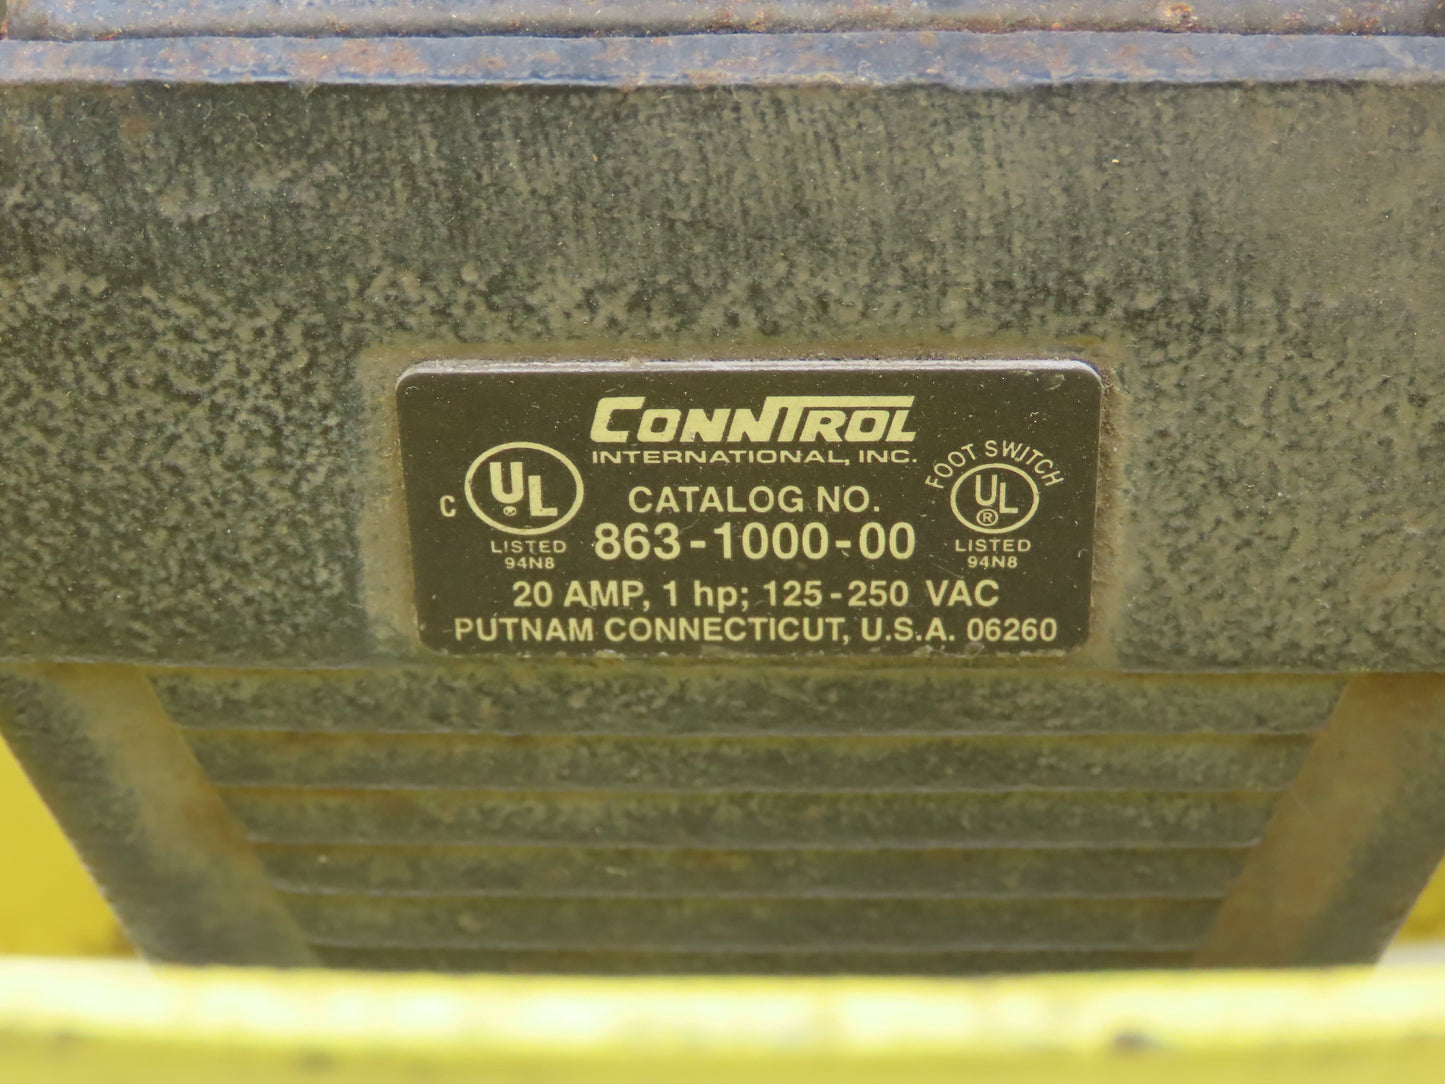 CONNTROL
INTERNATIONAL, INC.
CATALOG NO.
863-1000-00
C UL
LISTED
94N8
FOOT SWITCH
UL
®
LISTED
94N8
20 AMP, 1 hp; 125-250 VAC
PUTNAM CONNECTICUT, U.S.A. 06260